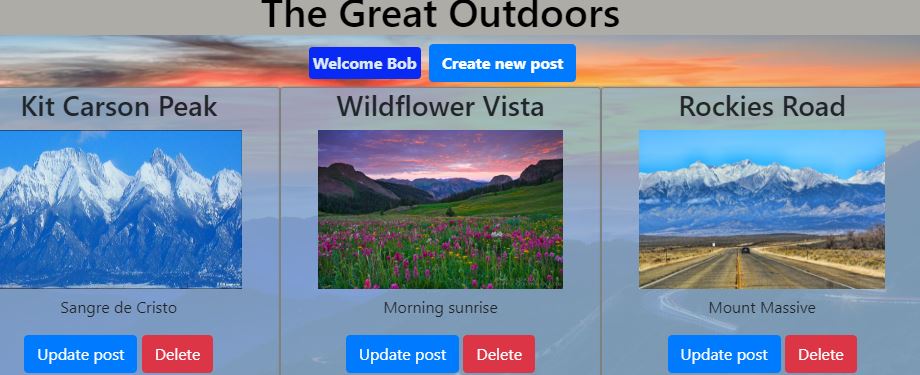 The Great Outdoors
Welcome Bob
Create new post
Kit Carson Peak
Wildflower Vista
Rockies Road
Sangre de Cristo
Morning sunrise
Mount Massive
Update post
Delete
Update post
Delete
Update post
Delete